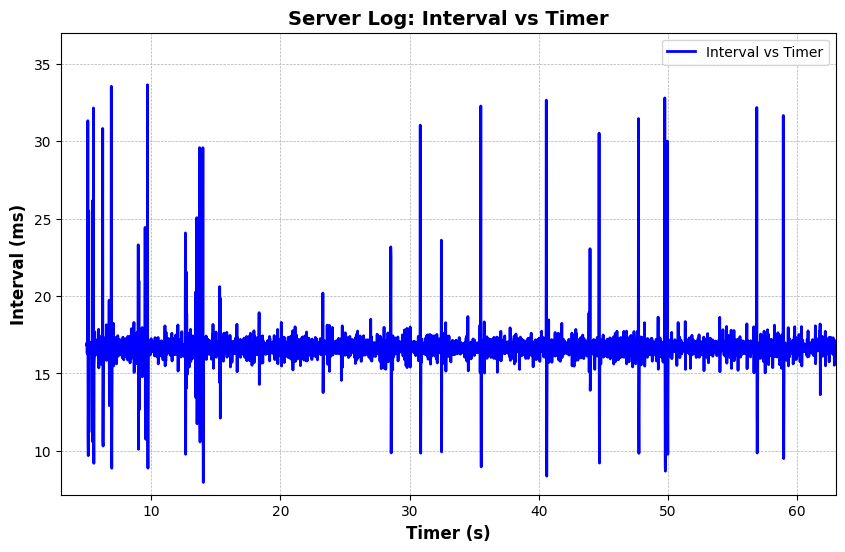 Server Log: Interval vs Timer
Interval vs Timer
Interval (ms)
35
30
25
20
15
10
10 20 30 40 50 60
Timer (s)